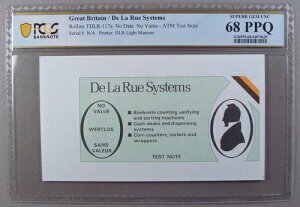 PCGS
BANKNOTE
Great Britain / De La Rue Systems
Rollins TDLR-117a No Date No Value - ATM Test Note
Serial# N/A Printer: DLR Light Maroon
SUPERB GEM UNC
68 PPQ
De La Rue Systems
NO
VALUE
WERTLOS
SANS
VALEUR
Banknote counting verifying
and sorting machines
Cash desks and dispensing
systems
Coin counters, sorters and
wrappers
TEST NOTE